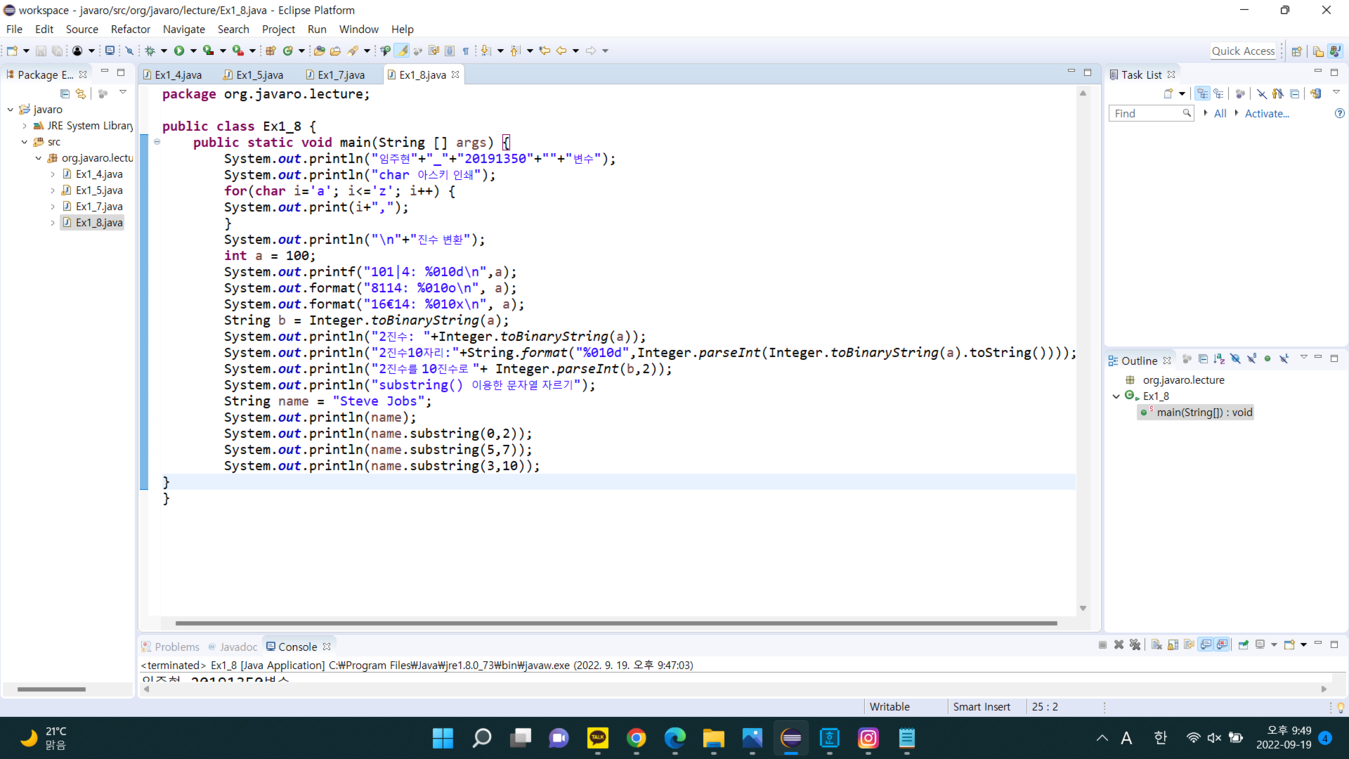 workspace - javaro/src/org/javaro/lecture/Ex1_8.java - Eclipse Platform
File Edit Source Refactor Navigate Search Project Run Window Help
Quick Access
Package E...
javaro
JRE System Library
src
org.javaro.lectu
Ex1_4.java
Ex1_5.java
Ex1_7.java
Ex1_8.java
Ex1_4.java Ex1_5.java Ex1_7.java Ex1_8.java
package org.javaro.lecture;
public class Ex1_8 {
public static void main(String [] args) {
System.out.println("임주현"+"_"+"20191350"+""+"변수");
System.out.println("char 아스키 인쇄");
for(char i='a'; i<='z'; i++) {
System.out.print(i+",");
}
System.out.println("\n"+"진수 변환");
int a = 100;
System.out.printf("101|4: %010d\n",a);
System.out.format("8114: %010o\n", a);
System.out.format("16€14: %010x\n", a);
String b = Integer.toBinaryString(a);
System.out.println("2진수: "+Integer.toBinaryString(a));
System.out.println("2진수10자리:"+String.format("%010d",Integer.parseInt(Integer.toBinaryString(a).toString())));
System.out.println("2진수를 10진수로 "+ Integer.parseInt(b,2));
System.out.println("substring() 이용한 문자열 자르기");
String name = "Steve Jobs";
System.out.println(name);
System.out.println(name.substring(0,2));
System.out.println(name.substring(5,7));
System.out.println(name.substring(3,10));
}
}
Task List
Find All Activate...
Outline
org.javaro.lecture
Ex1_8
main(String[]) : void
Problems Javadoc Console
<terminated> Ex1_8 [Java Application] C:₩Program Files₩Java₩jre1.8.0_73₩bin₩javaw.exe (2022. 9. 19. 오후 9:47:03)
임주현_20191350변수
Writable Smart Insert 25 : 2
21°C
맑음
TALK
A 한
오후 9:49
2022-09-19
4